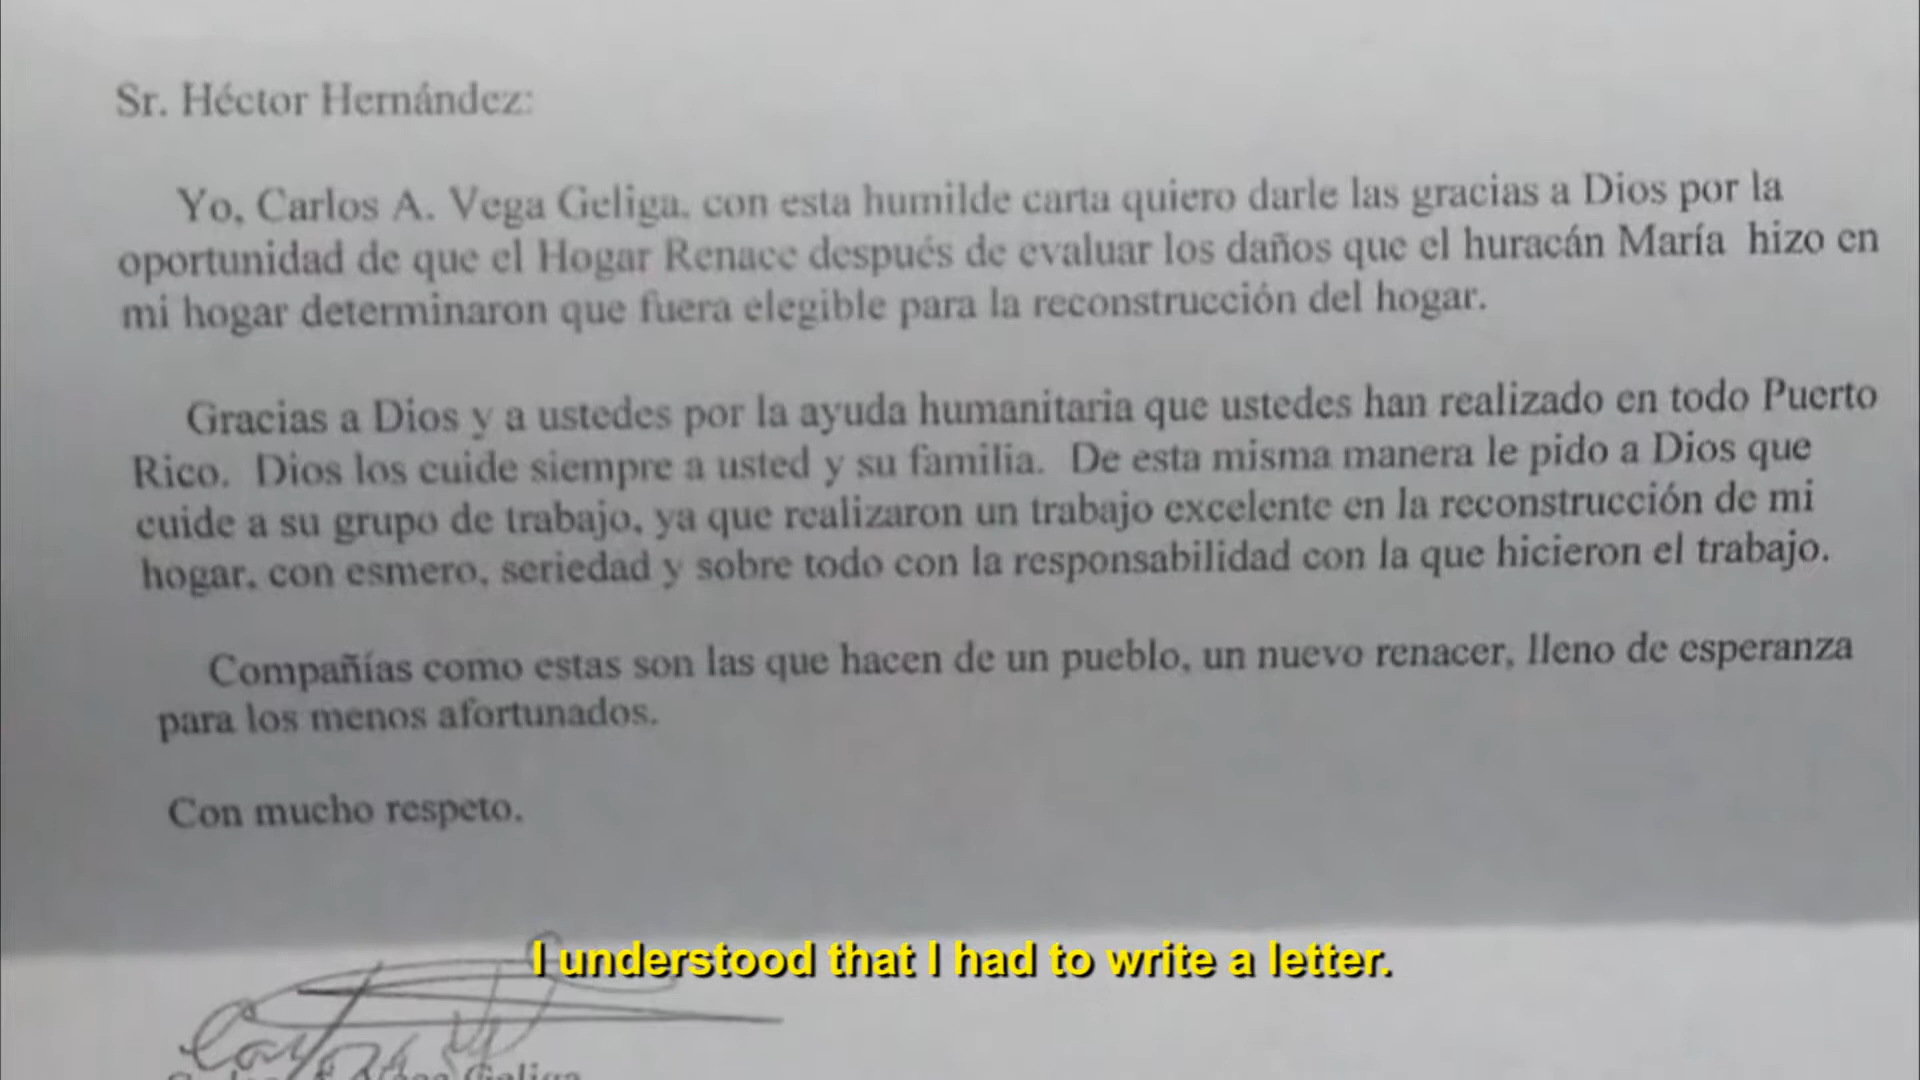 Sr. Héctor Hernández:
Yo, Carlos A. Vega Geliga, con esta humilde carta quiero darle las gracias a Dios por la
oportunidad de que el Hogar Renace después de evaluar los daños que el huracán María hizo en
mi hogar determinaron que fuera elegible para la reconstrucción del hogar.
Gracias a Dios y a ustedes por la ayuda humanitaria que ustedes han realizado en todo Puerto
Rico. Dios los cuide siempre a usted y su familia. De esta misma manera le pido a Dios que
cuide a su grupo de trabajo, ya que realizaron un trabajo excelente en la reconstrucción de mi
hogar, con esmero, seriedad y sobre todo con la responsabilidad con la que hicieron el trabajo.
Compañías como estas son las que hacen de un pueblo, un nuevo renacer, lleno de esperanza
para los menos afortunados.
Con mucho respeto,
I understood that I had to write a letter.